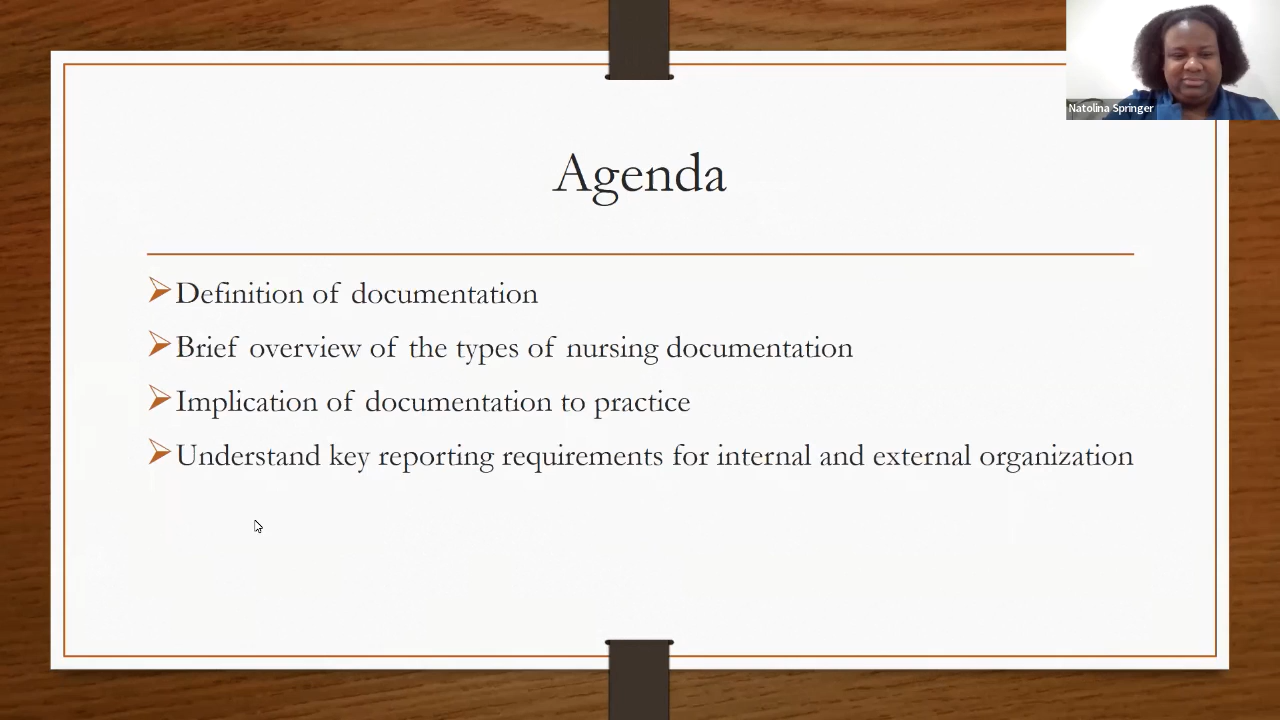 Natolina Springer
Agenda
Definition of documentation
Brief overview of the types of nursing documentation
Implication of documentation to practice
Understand key reporting requirements for internal and external organization